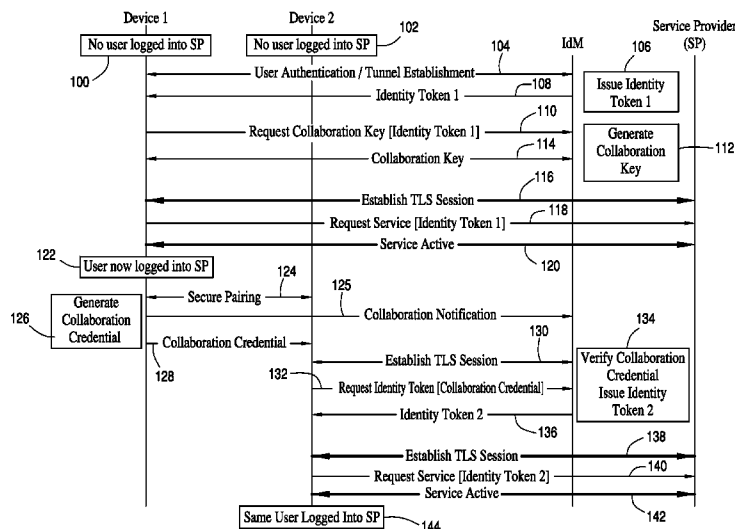 Device 1
Device 2
Service Provider
(SP)
IdM
No user logged into SP
100
No user logged into SP
102
104
User Authentication / Tunnel Establishment
106
Issue Identity
Token 1
108
Identity Token 1
110
Request Collaboration Key [Identity Token 1]
Generate
Collaboration
Key
112
114
Collaboration Key
116
Establish TLS Session
118
Request Service [Identity Token 1]
Service Active
120
122
User now logged into SP
124
Secure Pairing
125
Collaboration Notification
126
Generate
Collaboration
Credential
128
Collaboration Credential
130
Establish TLS Session
132
Request Identity Token [Collaboration Credential]
134
Verify Collaboration
Credential
Issue Identity
Token 2
Identity Token 2
136
Establish TLS Session
138
Request Service [Identity Token 2]
140
Service Active
142
Same User Logged Into SP
144